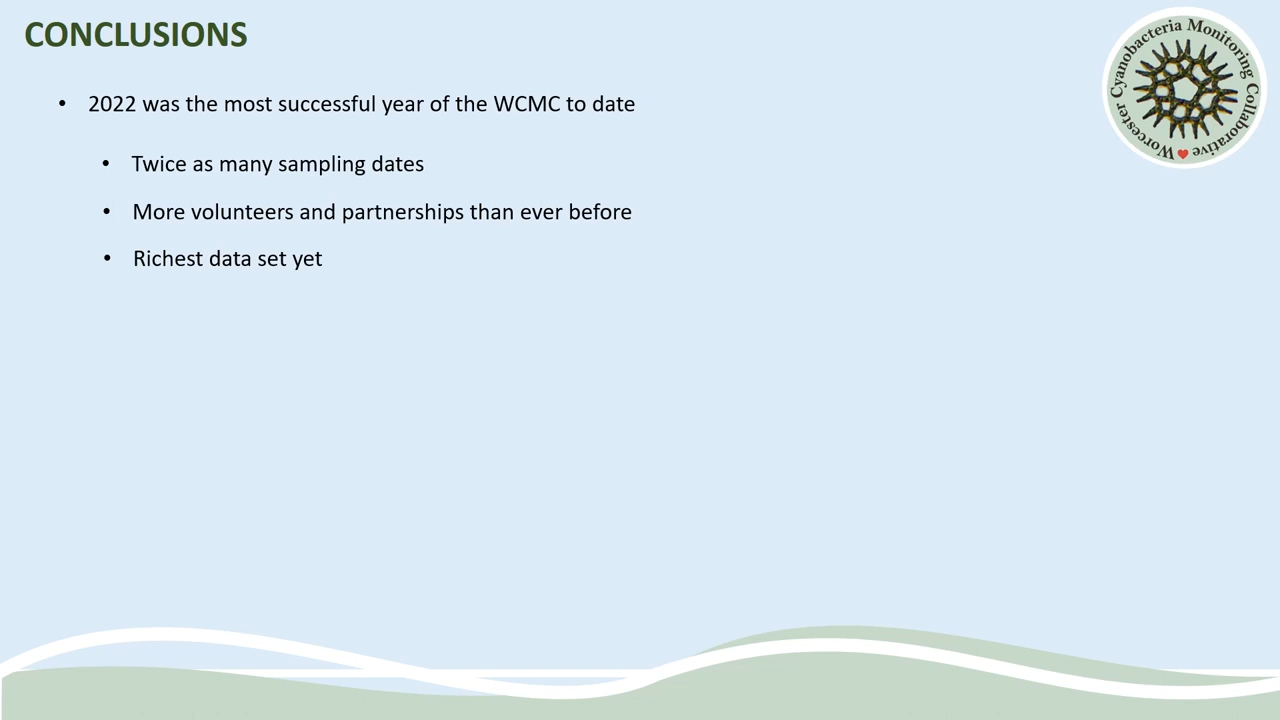 CONCLUSIONS
• 2022 was the most successful year of the WCMC to date
• Twice as many sampling dates
• More volunteers and partnerships than ever before
• Richest data set yet
Worcester Cyanobacteria Monitoring Collaborative